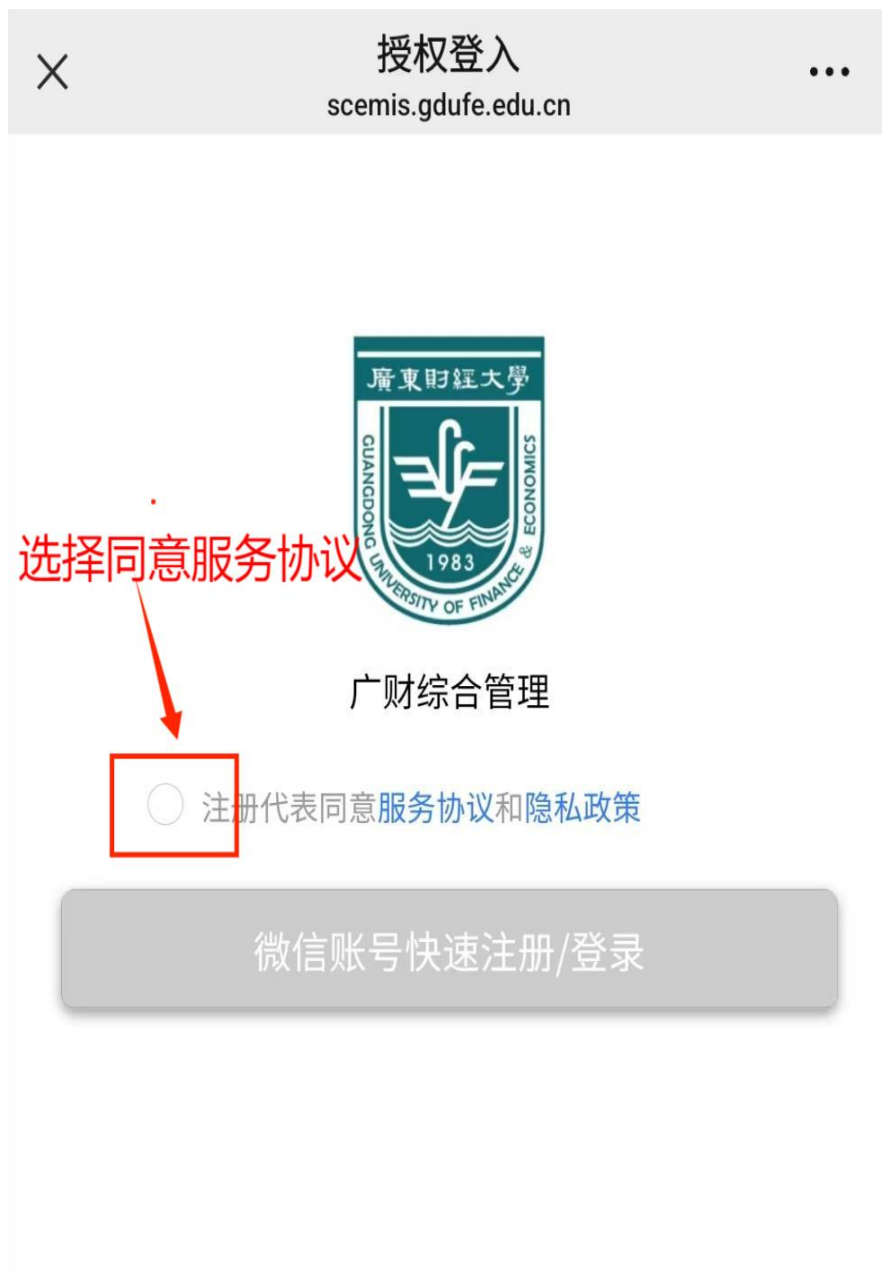 授权登入
scemis.gdufe.edu.cn
廣東財經大學
GUANGDONG UNIVERSITY OF FINANCE & ECONOMICS
1983
选择同意服务协议
广财综合管理
注册代表同意服务协议和隐私政策
微信账号快速注册/登录